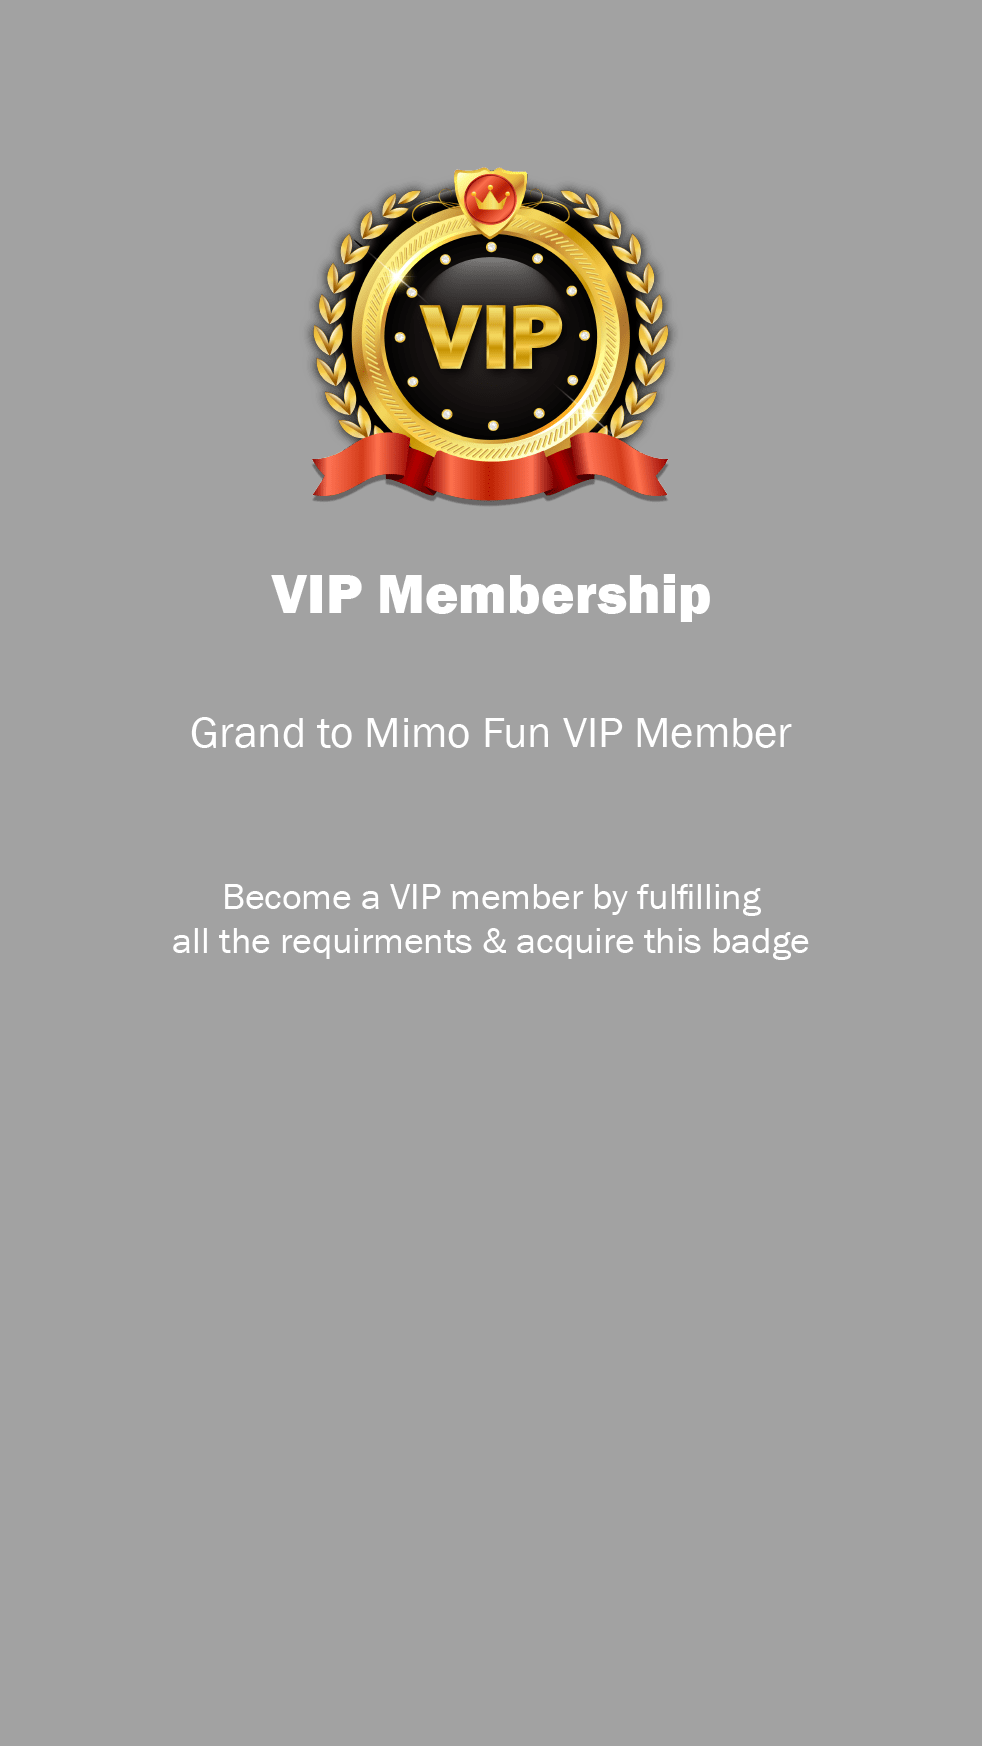 VIP
VIP Membership
Grand to Mimo Fun VIP Member
Become a VIP member by fulfilling
all the requirments & acquire this badge